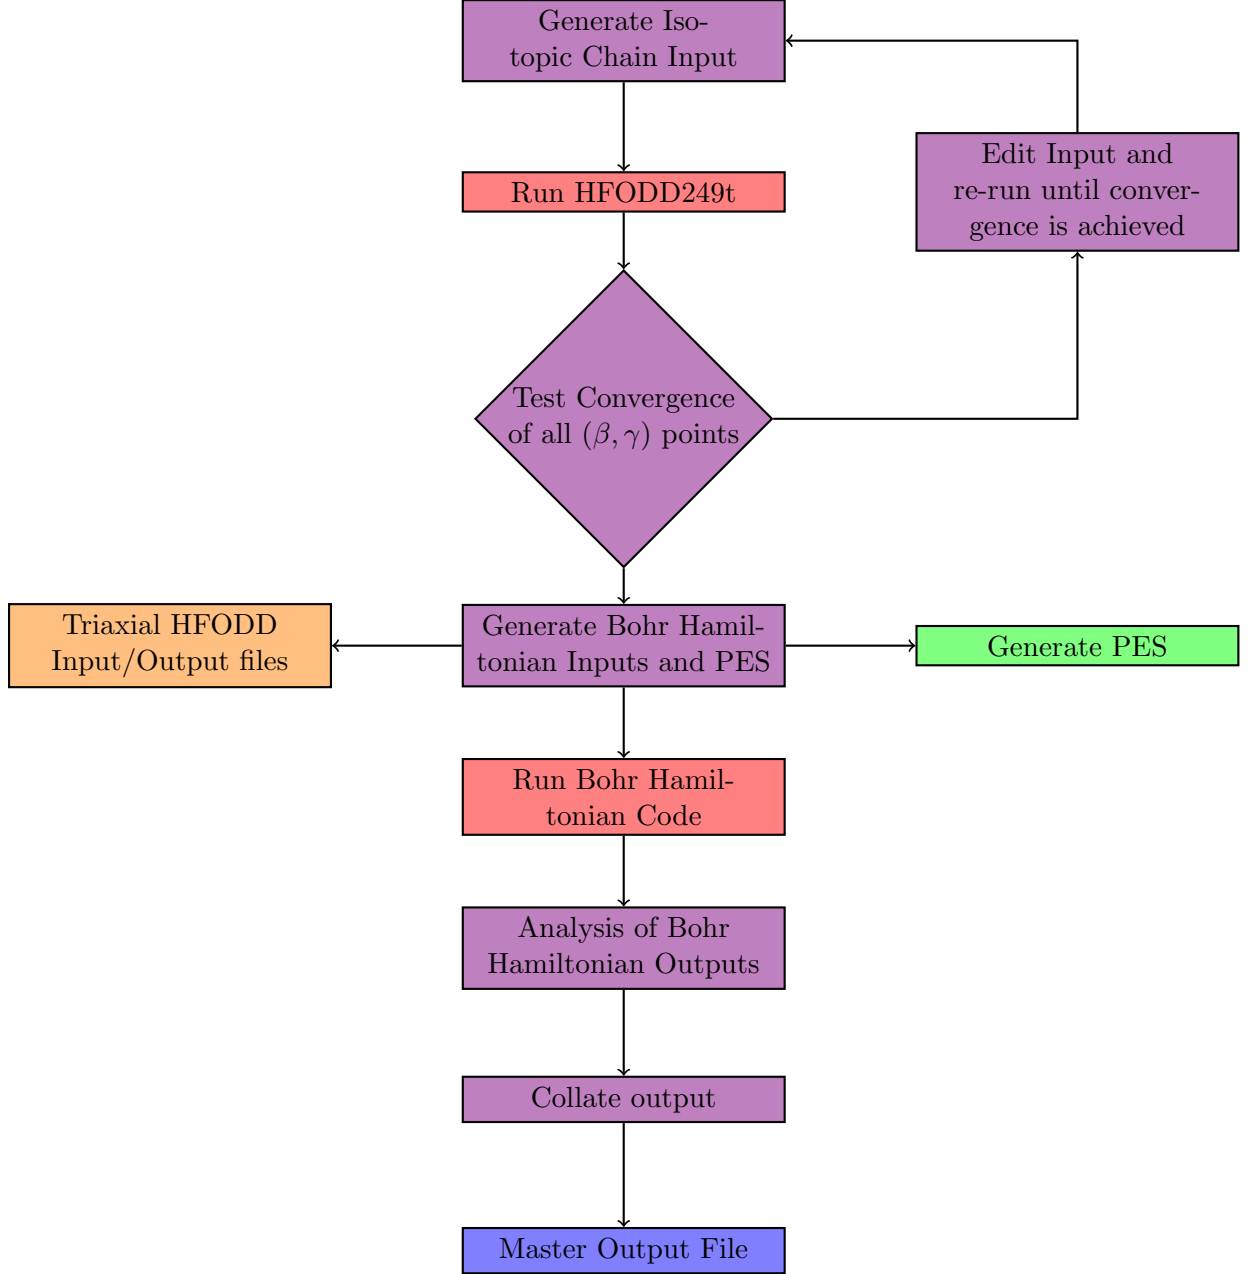 Generate Iso-
topic Chain Input
Edit Input and
re-run until conver-
gence is achieved
Run HFODD249t
Test Convergence
of all (β, γ) points
Triaxial HFODD
Input/Output files
Generate Bohr Hamil-
tonian Inputs and PES
Generate PES
Run Bohr Hamil-
tonian Code
Analysis of Bohr
Hamiltonian Outputs
Collate output
Master Output File